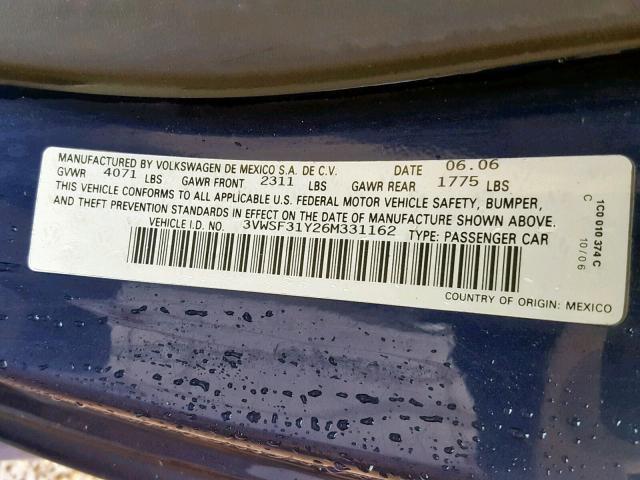 MANUFACTURED BY VOLKSWAGEN DE MEXICO S.A. DE C.V. DATE 06.06
GVWR 4071 LBS GAWR FRONT 2311 LBS GAWR REAR 1775 LBS
THIS VEHICLE CONFORMS TO ALL APPLICABLE U.S. FEDERAL MOTOR VEHICLE SAFETY, BUMPER,
AND THEFT PREVENTION STANDARDS IN EFFECT ON THE DATE OF MANUFACTURE SHOWN ABOVE.
VEHICLE I.D. NO. 3VWSF31Y26M331162 TYPE: PASSENGER CAR
COUNTRY OF ORIGIN: MEXICO
1C0 010 374 C
C 10/06